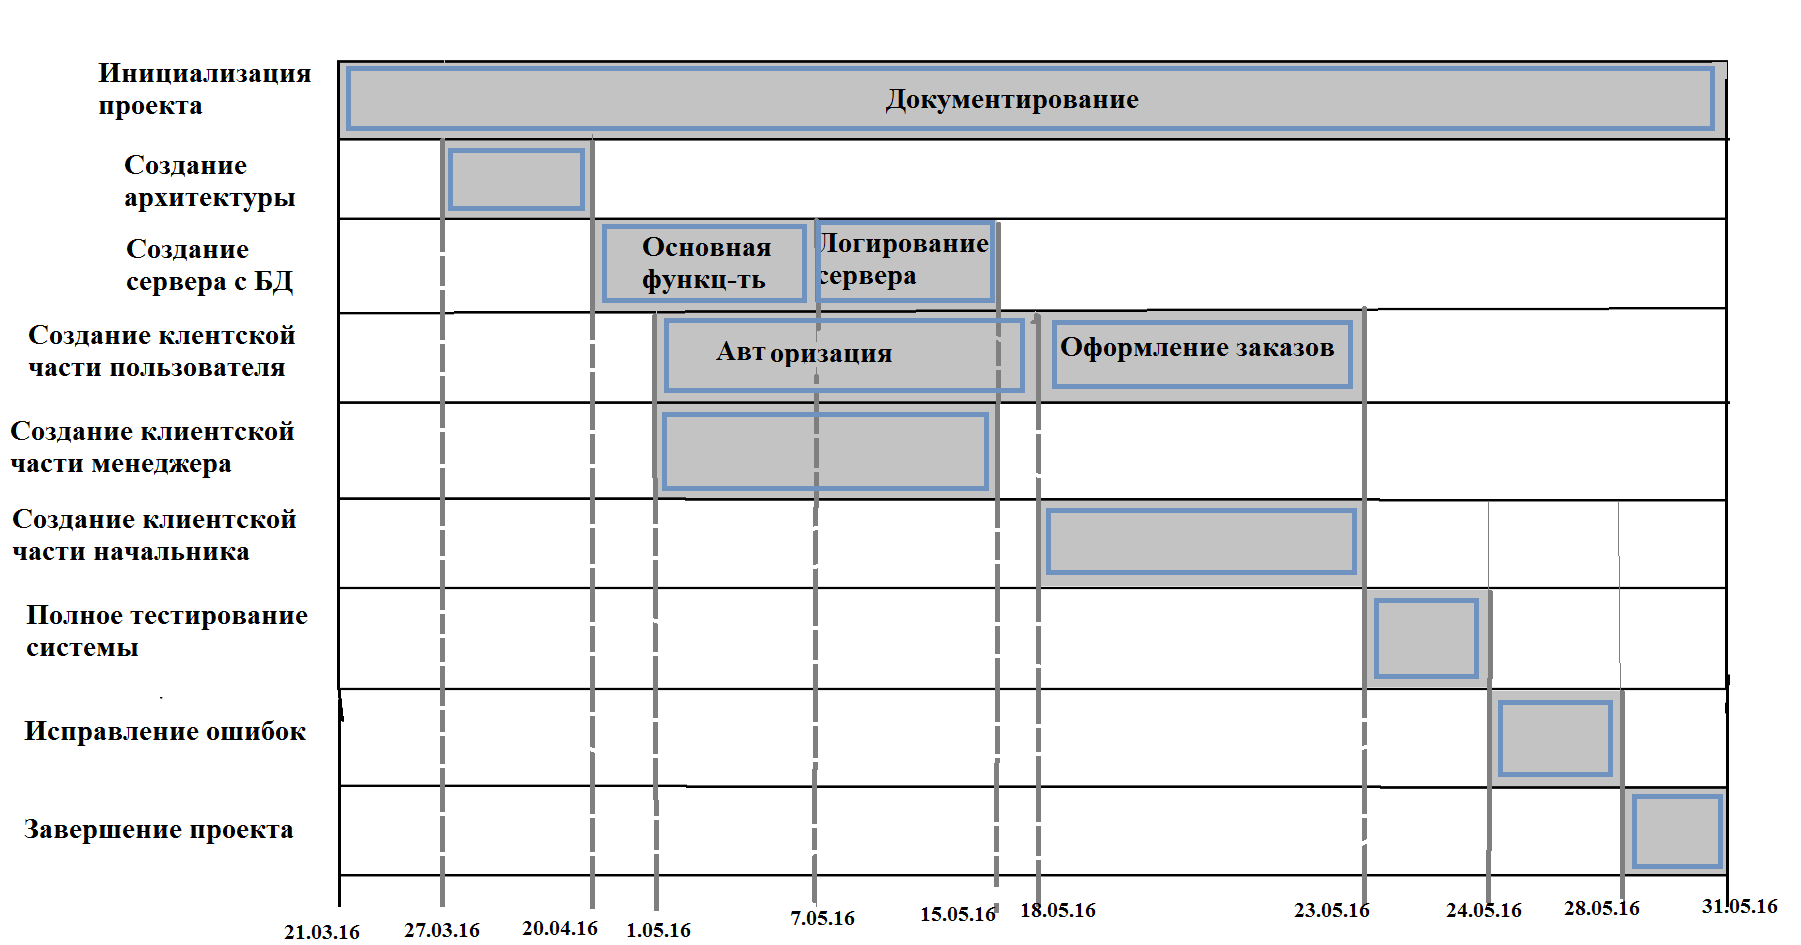 Инициализация
проекта
Документирование
Создание
архитектуры
Создание
сервера с БД
Основная
функц-ть
Логирование
сервера
Создание клентской
части пользователя
Авторизация
Оформление заказов
Создание клиентской
части менеджера
Создание клиентской
части начальника
Полное тестирование
системы
Исправление ошибок
Завершение проекта
21.03.16
27.03.16
20.04.16
1.05.16
7.05.16
15.05.16
18.05.16
23.05.16
24.05.16
28.05.16
31.05.16